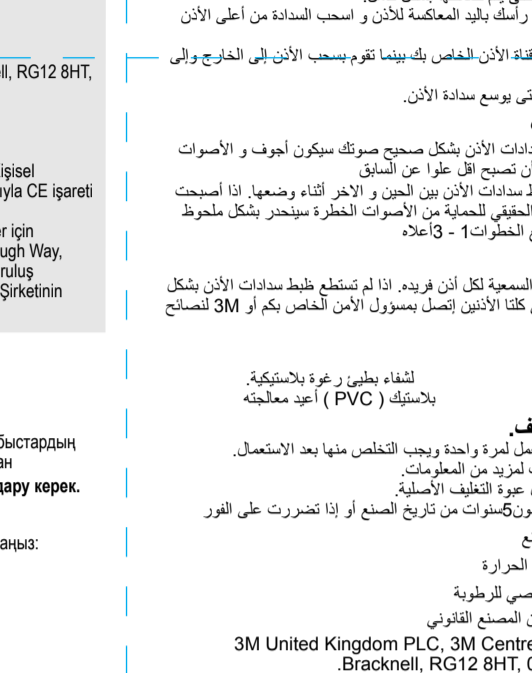 ll, RG12 8HT,
işisel
ıyla CE işareti
r için
ugh Way,
ruluş
Şirketinin
быстардың
ан
дару керек.
аңыз:
رأسك باليد المعاكسة للأذن و اسحب السدادة من أعلى الأذن
قناة الأذن الخاص بك بينما تقوم بسحب الأذن إلى الخارج وإلى
يوسع سدادة الأذن.
دادات الأذن بشكل صحيح صوتك سيكون أجوف و الأصوات
أن تصبح اقل علوا عن السابق
سدادات الأذن بين الحين و الاخر أثناء وضعها. اذا أصبحت
الحقيقي للحماية من الأصوات الخطرة سينحدر بشكل ملحوظ
الخطوات1 - 3أعلاه
السمعية لكل أذن فريده. اذا لم تستطع ظبط سدادات الأذن بشكل
كلتا الأذنين إتصل بمسؤول الأمن الخاص بكم أو 3M لنصائح
لشفاء بطيئ رغوة بلاستيكية.
بلاستيك ( PVC ) أعيد معالجته
ف.
مل لمرة واحدة ويجب التخلص منها بعد الاستعمال.
لمزيد من المعلومات.
عبوة التغليف الأصلية.
ون5سنوات من تاريخ الصنع أو إذا تضررت على الفور
ع
الحرارة
صي للرطوبة
المصنع القانوني
3M United Kingdom PLC, 3M Centre
.Bracknell, RG12 8HT,